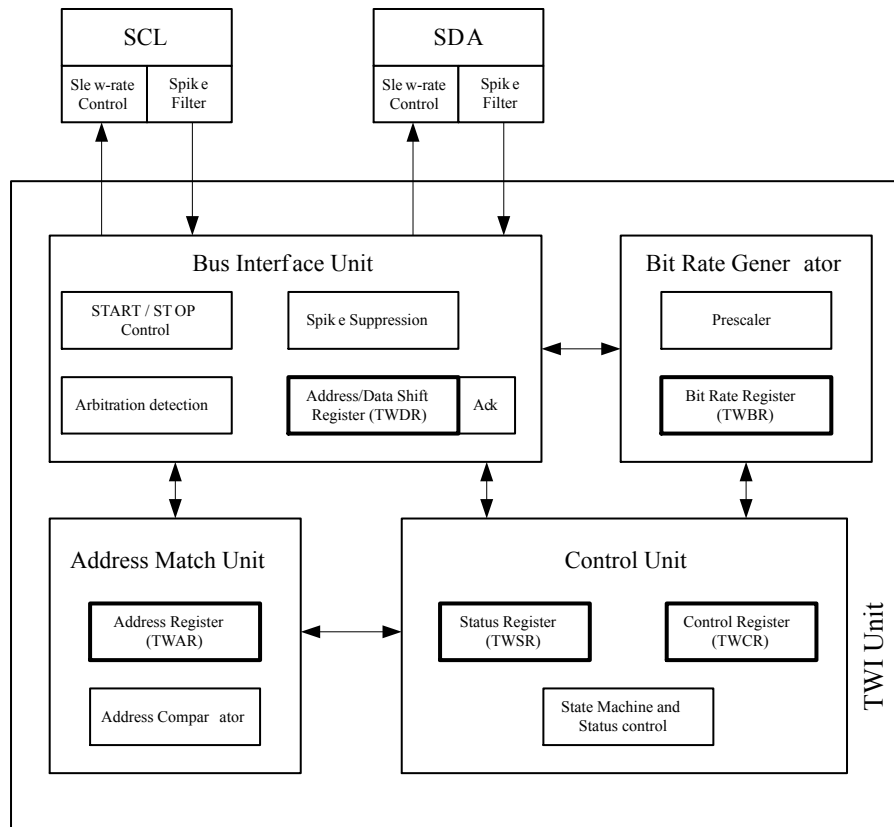 SCL
SDA
Slew-rate
Control
Spike
Filter
Slew-rate
Control
Spike
Filter
Bus Interface Unit
START / STOP
Control
Spike Suppression
Arbitration detection
Address/Data Shift
Register (TWDR)
Ack
Bit Rate Generator
Prescaler
Bit Rate Register
(TWBR)
Address Match Unit
Address Register
(TWAR)
Address Comparator
Control Unit
Status Register
(TWSR)
Control Register
(TWCR)
State Machine and
Status control
TWI Unit